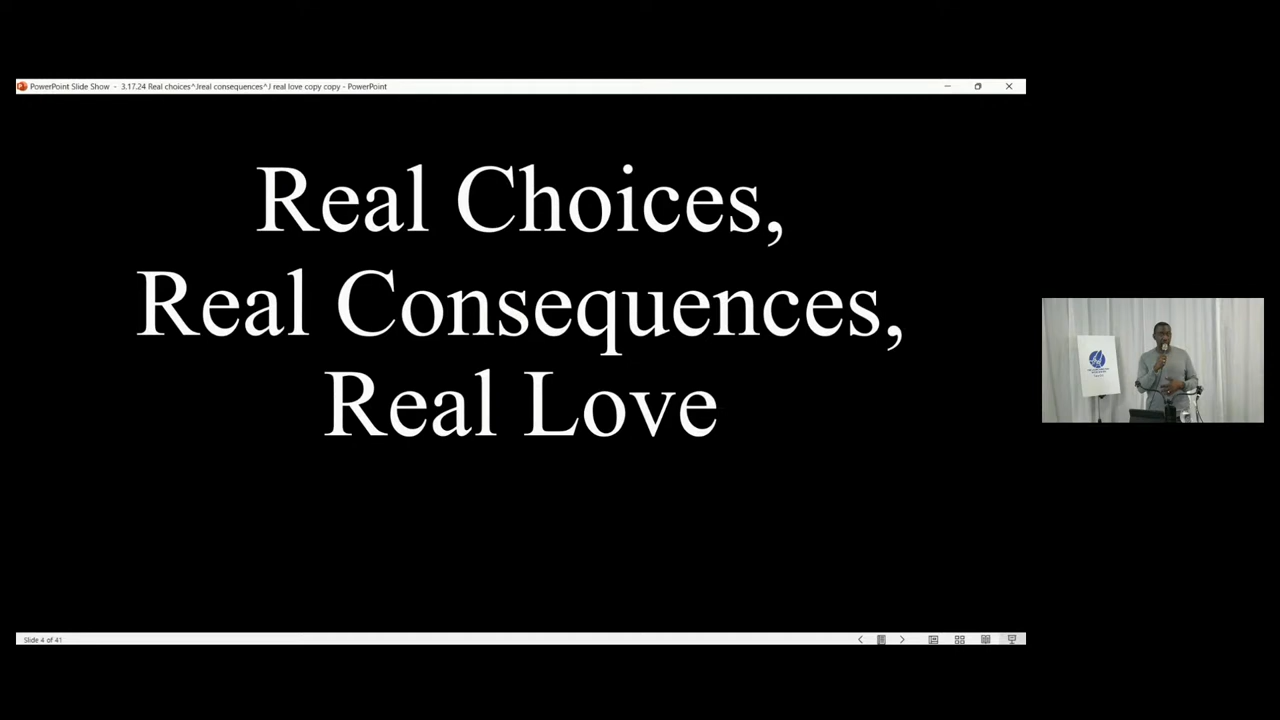 PowerPoint Slide Show - 3.17.24 Real choices^Jreal consequences^J real love copy copy - PowerPoint
Real Choices,
Real Consequences,
Real Love
Slide 4 of 41